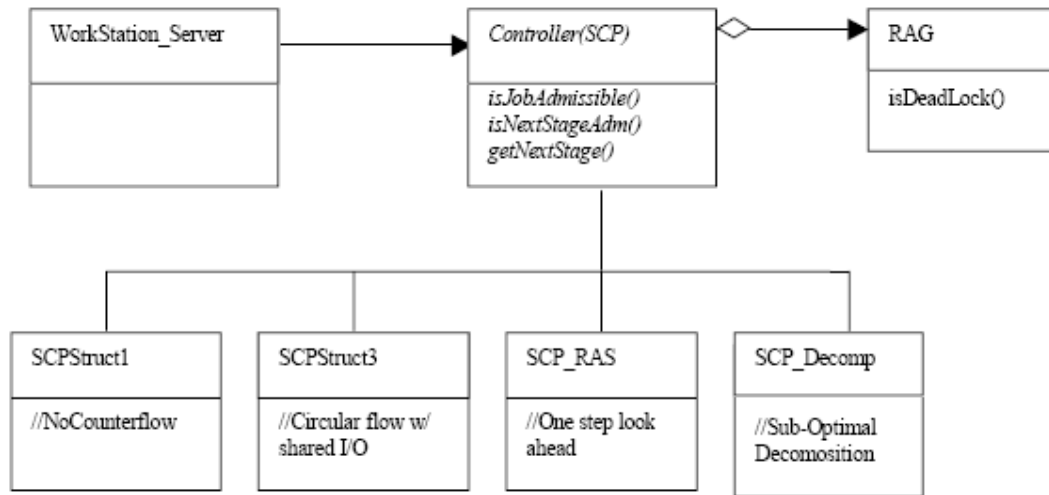 WorkStation_Server
Controller(SCP)
isJobAdmissible()
isNextStageAdm()
getNextStage()
RAG
isDeadLock()
SCPStruct1
//NoCounterflow
SCPStruct3
//Circular flow w/
shared I/O
SCP_RAS
//One step look
ahead
SCP_Decomp
//Sub-Optimal
Decomosition